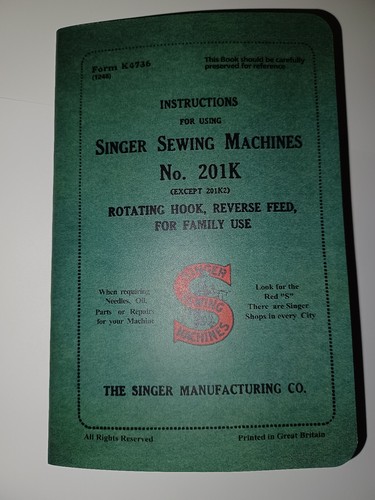 Form K4736
This Book should be carefully
preserved for reference
INSTRUCTIONS
FOR USING
SINGER SEWING MACHINES
No. 201K
(EXCEPT 201K2)
ROTATING HOOK, REVERSE FEED,
FOR FAMILY USE
When requiring
Needles, Oil,
Parts or Repairs
for your Machine
SINGER
SEWING
MACHINES
Look for the
Red "S"
There are Singer
Shops in every City
THE SINGER MANUFACTURING CO.
All Rights Reserved
Printed in Great Britain